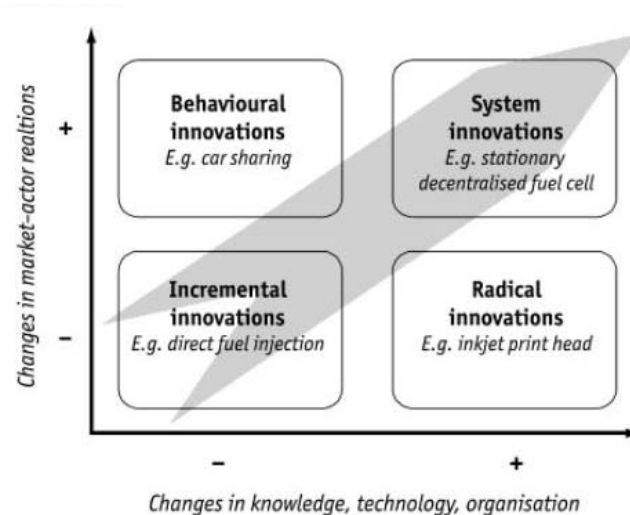 Changes in market-actor realtions
+
−
Behavioural
innovations
E.g. car sharing
System
innovations
E.g. stationary
decentralised fuel cell
Incremental
innovations
E.g. direct fuel injection
Radical
innovations
E.g. inkjet print head
−
+
Changes in knowledge, technology, organisation